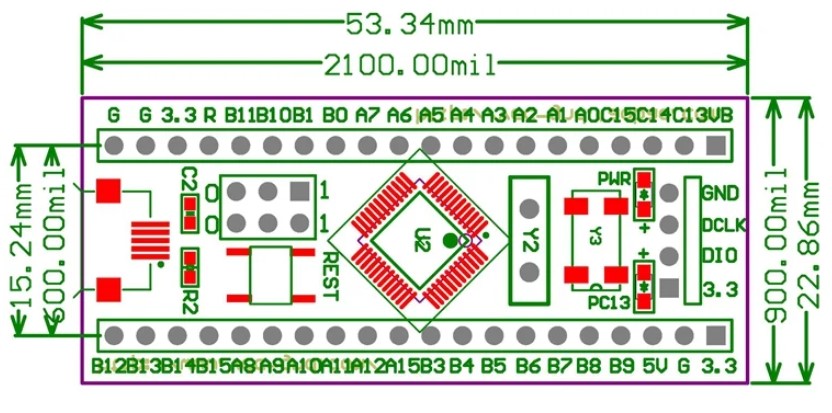 53.34mm
2100.00mil
G G 3.3 R B11 B10 B1 B0 A7 A6 A5 A4 A3 A2 A1 A0 C15 C14 C13 VB
C2
0 1
0 1
R2
REST
U2
Y2
Y3
PWR
+
+
PC13
GND
DCLK
DIO
3.3
15.24mm
600.00mil
900.00mil
22.86mm
B12 B13 B14 B15 A8 A9 A10 A11 A12 A15 B3 B4 B5 B6 B7 B8 B9 5V G 3.3